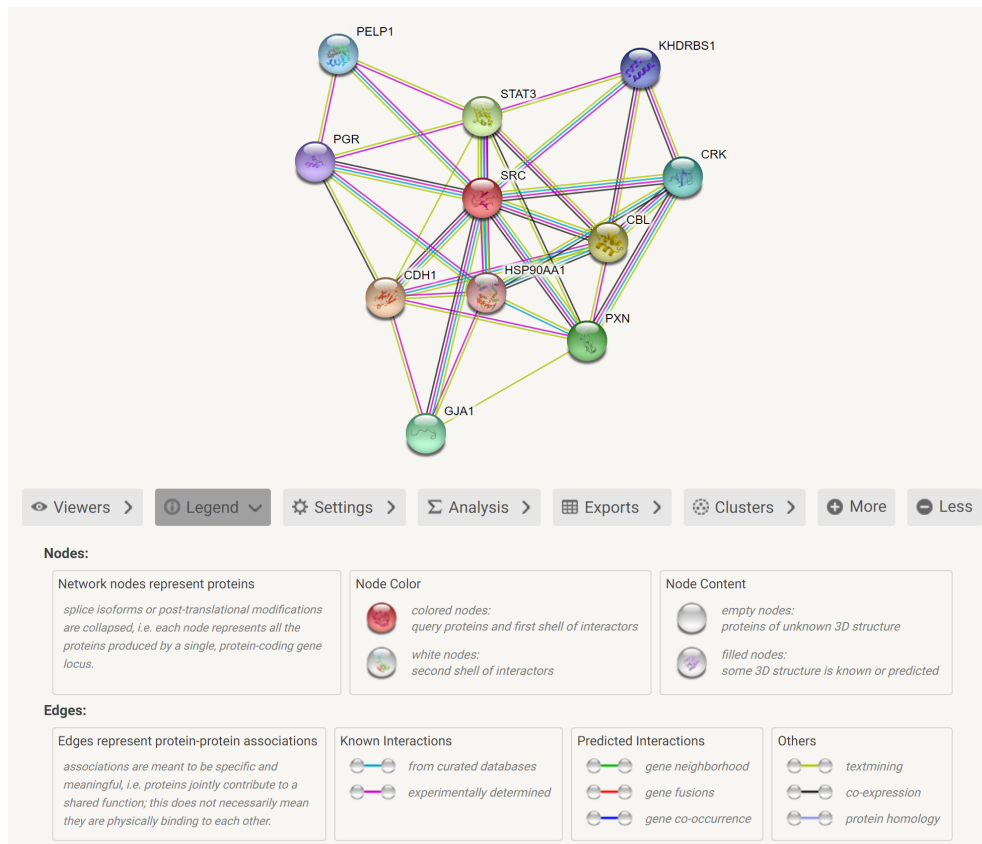 PELP1
KHDRBS1
STAT3
PGR
CRK
SRC
CBL
CDH1
HSP90AA1
PXN
GJA1
Viewers
Legend
Settings
Analysis
Exports
Clusters
More
Less
Nodes:
Network nodes represent proteins
splice isoforms or post-translational modifications
are collapsed, i.e. each node represents all the
proteins produced by a single, protein-coding gene
locus.
Node Color
colored nodes:
query proteins and first shell of interactors
white nodes:
second shell of interactors
Node Content
empty nodes:
proteins of unknown 3D structure
filled nodes:
some 3D structure is known or predicted
Edges:
Edges represent protein-protein associations
associations are meant to be specific and
meaningful, i.e. proteins jointly contribute to a
shared function; this does not necessarily mean
they are physically binding to each other.
Known Interactions
from curated databases
experimentally determined
Predicted Interactions
gene neighborhood
gene fusions
gene co-occurrence
Others
textmining
co-expression
protein homology